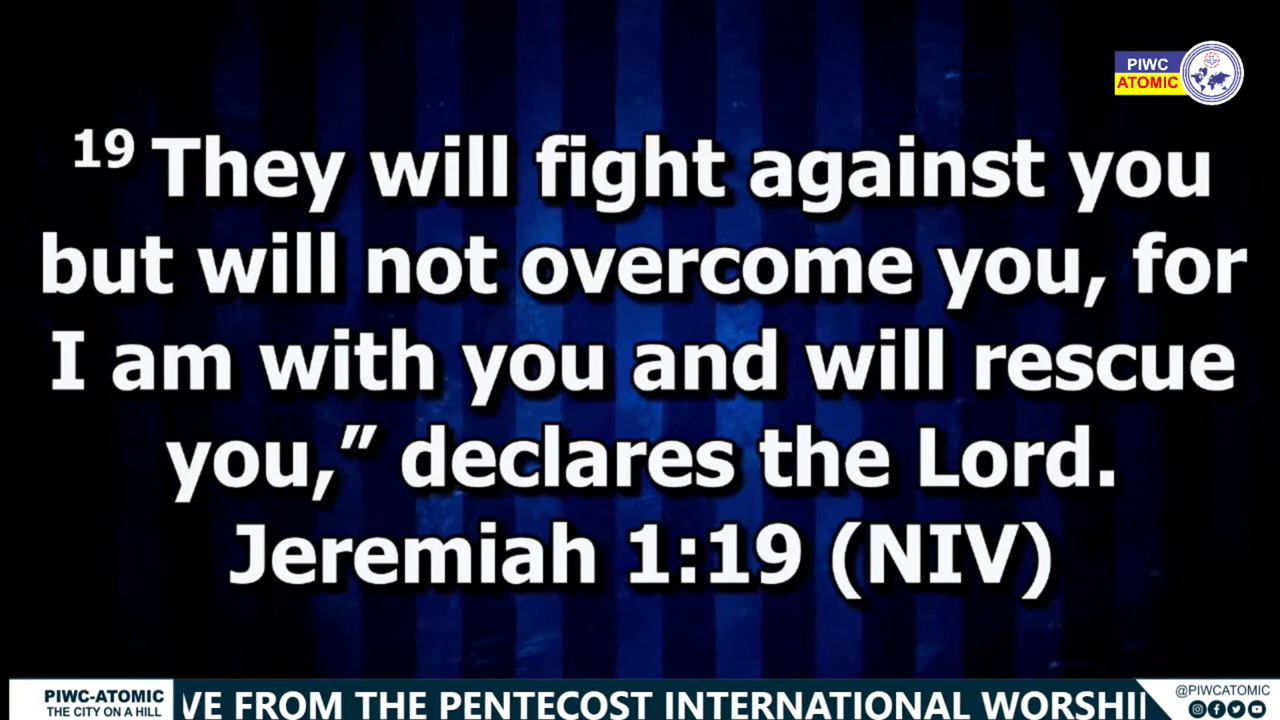 PIWC
ATOMIC
19 They will fight against you
but will not overcome you, for
I am with you and will rescue
you,” declares the Lord.
Jeremiah 1:19 (NIV)
PIWC-ATOMIC
THE CITY ON A HILL
VE FROM THE PENTECOST INTERNATIONAL WORSHI
@PIWCATOMIC